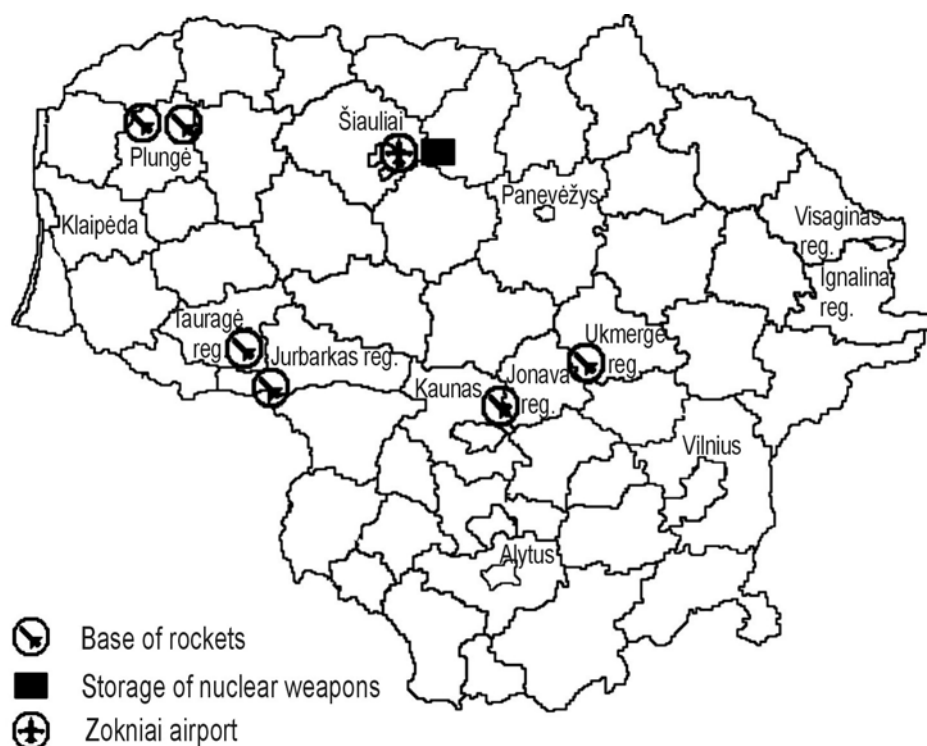 Šiauliai
Plungė
Panevėžys
Klaipėda
Visaginas
reg.
Ignalina
reg.
Tauragė
reg
Jurbarkas reg.
Ukmergė
reg.
Kaunas
Jonava
reg.
Vilnius
Alytus
Base of rockets
Storage of nuclear weapons
Zokniai airport